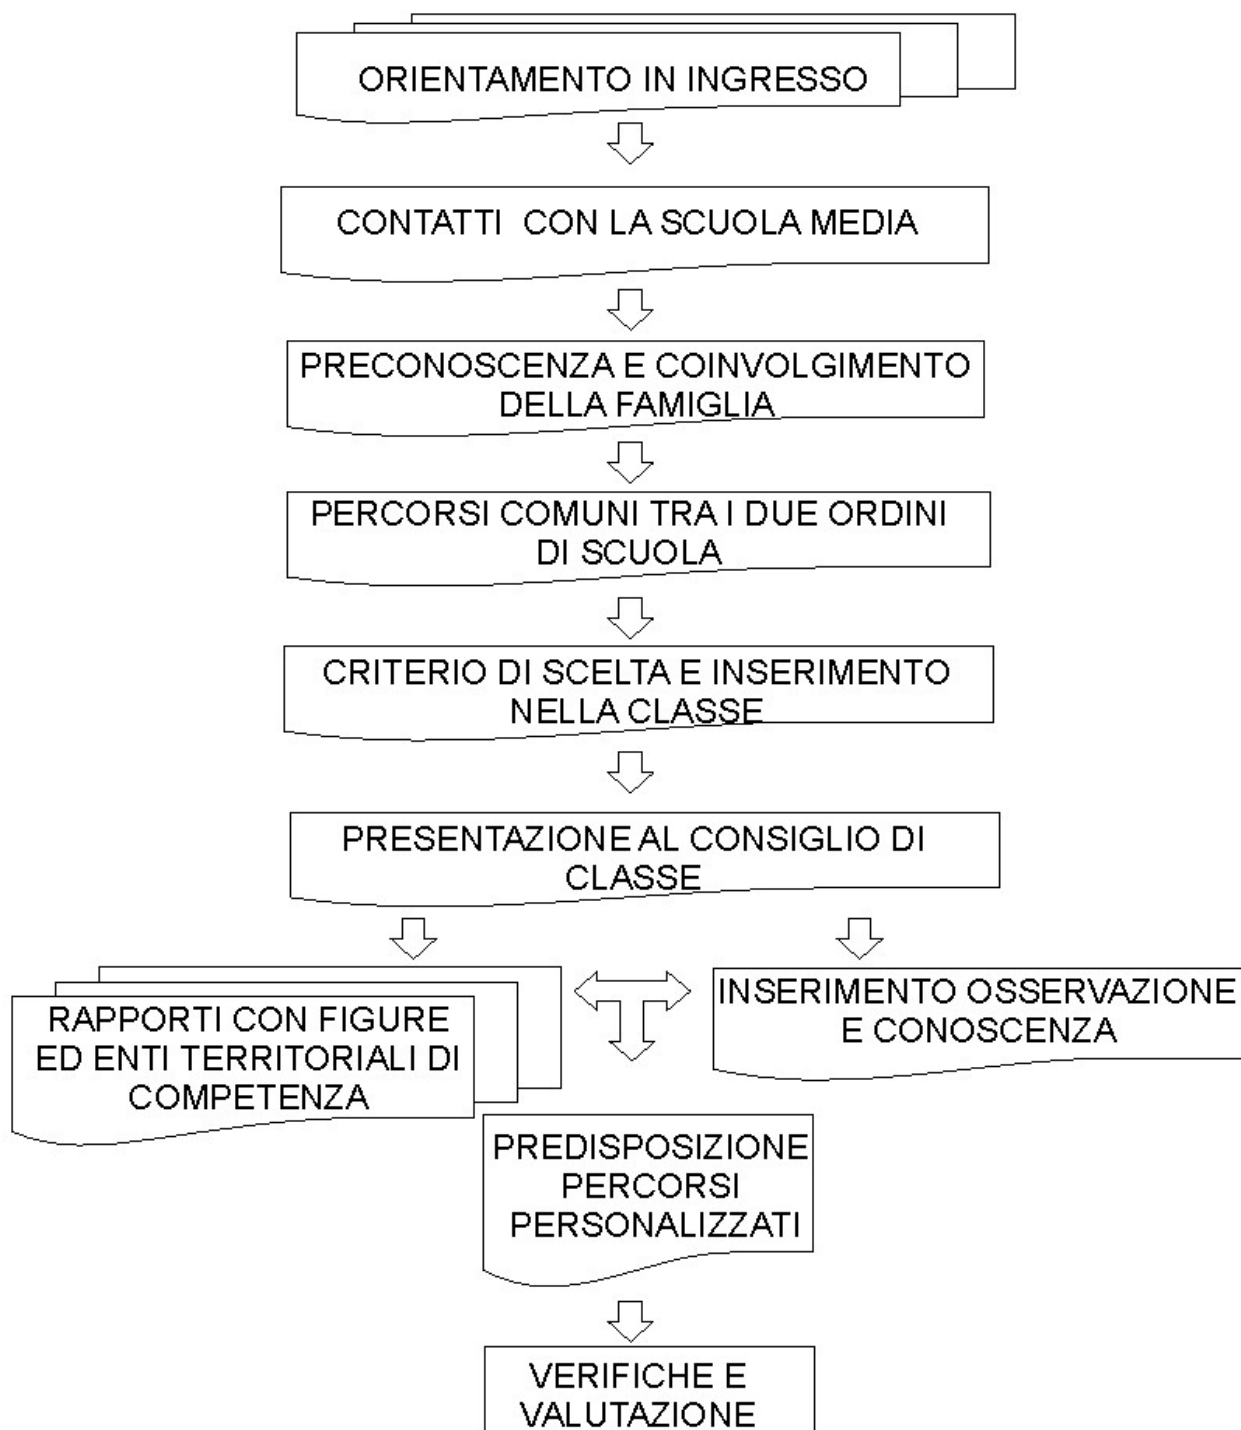 ORIENTAMENTO IN INGRESSO
CONTATTI CON LA SCUOLA MEDIA
PRECONOSCENZA E COINVOLGIMENTO
DELLA FAMIGLIA
PERCORSI COMUNI TRA I DUE ORDINI
DI SCUOLA
CRITERIO DI SCELTA E INSERIMENTO
NELLA CLASSE
PRESENTAZIONE AL CONSIGLIO DI
CLASSE
RAPPORTI CON FIGURE
ED ENTI TERRITORIALI DI
COMPETENZA
INSERIMENTO OSSERVAZIONE
E CONOSCENZA
PREDISPOSIZIONE
PERCORSI
PERSONALIZZATI
VERIFICHE E
VALUTAZIONE